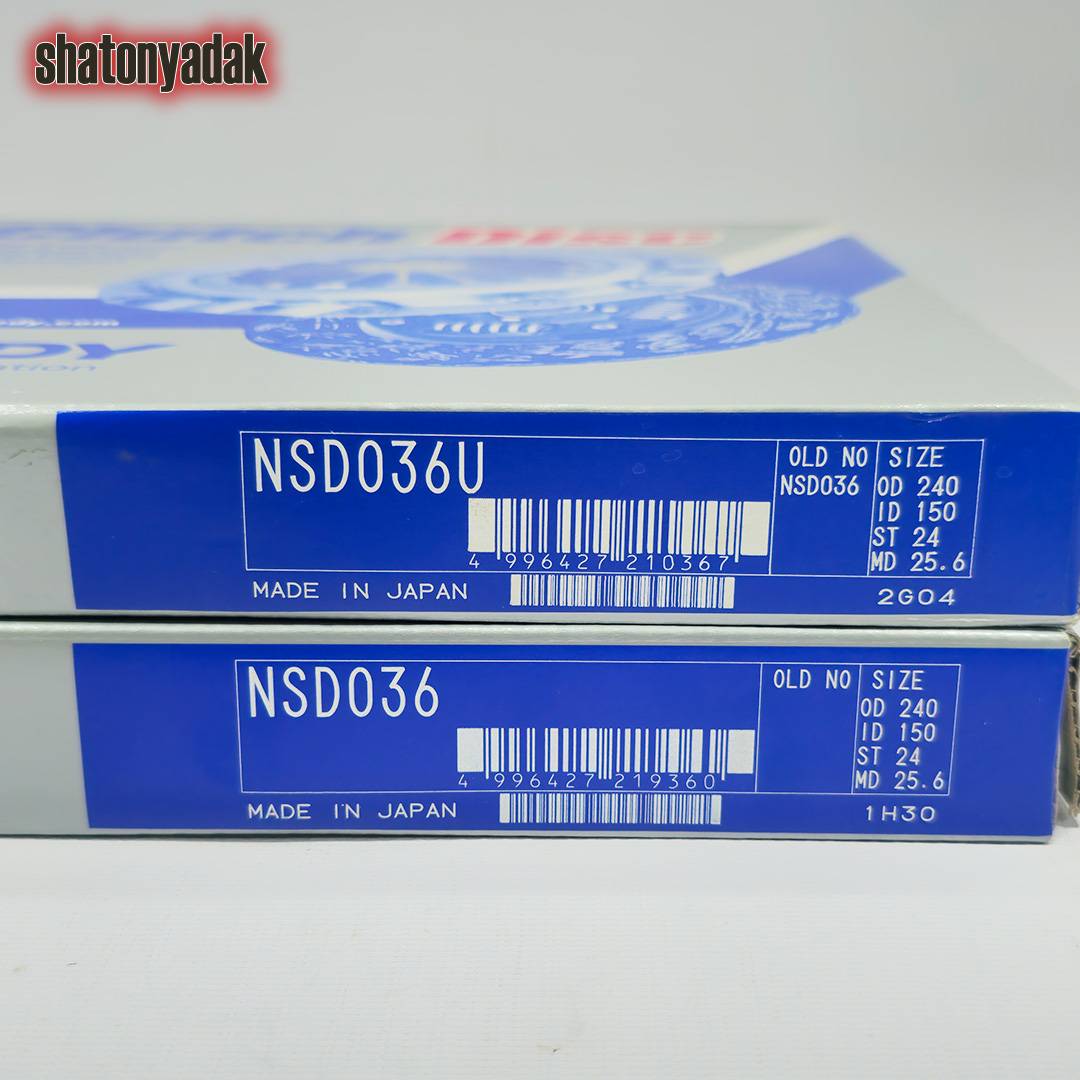 shatonyadak
Clutch Disc
NSD036U
OLD NO
NSD036
SIZE
OD 240
ID 150
ST 24
MD 25.6
4 996427 210367
MADE IN JAPAN
2G04
NSD036
OLD NO
SIZE
OD 240
ID 150
ST 24
MD 25.6
4 996427 219360
MADE IN JAPAN
1H30